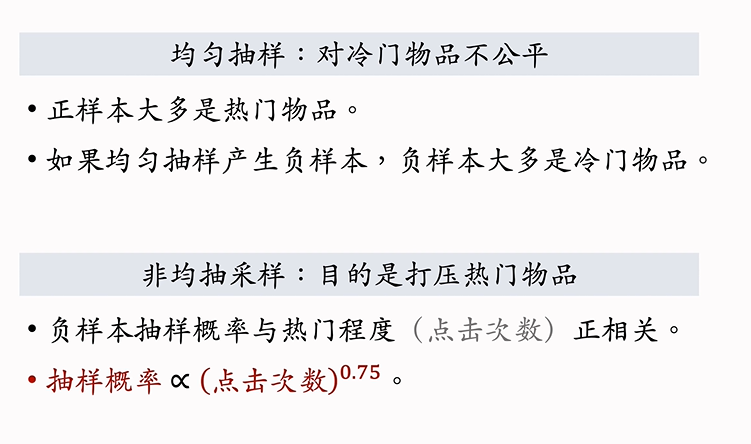 均匀抽样：对冷门物品不公平
• 正样本大多是热门物品。
• 如果均匀抽样产生负样本，负样本大多是冷门物品。
非均抽采样：目的是打压热门物品
• 负样本抽样概率与热门程度（点击次数）正相关。
• 抽样概率 ∝ (点击次数)^0.75。